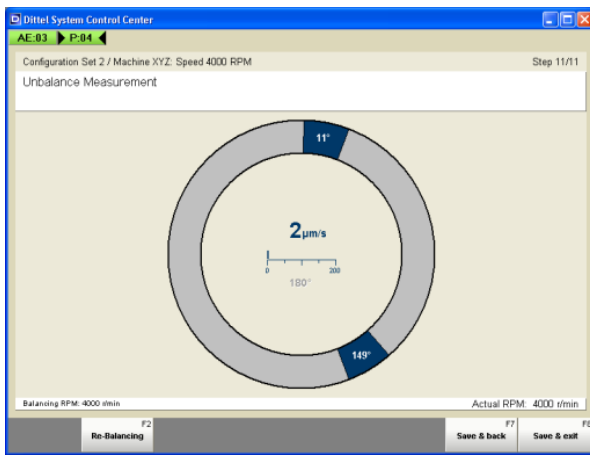 Dittel System Control Center
AE:03 P:04
Configuration Set 2 / Machine XYZ: Speed 4000 RPM Step 11/11
Unbalance Measurement
11°
2 µm/s
0 200
180°
149°
Balancing RPM: 4000 r/min Actual RPM: 4000 r/min
F2 F7 F8
Re-Balancing Save & back Save & exit